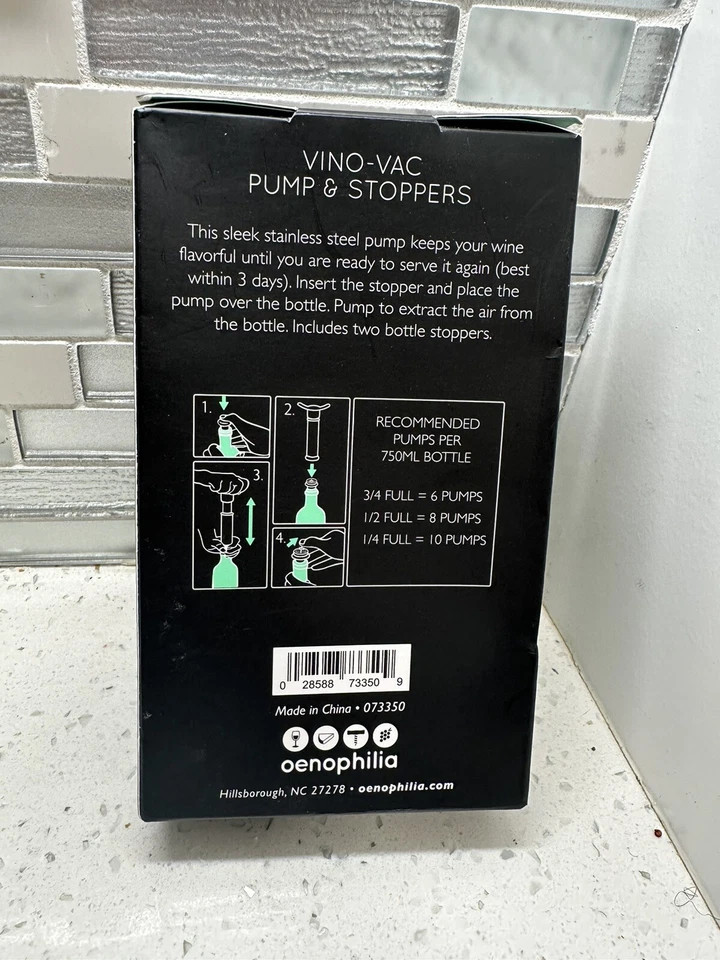 VINO-VAC
PUMP & STOPPERS
This sleek stainless steel pump keeps your wine
flavorful until you are ready to serve it again (best
within 3 days). Insert the stopper and place the
pump over the bottle. Pump to extract the air from
the bottle. Includes two bottle stoppers.
1.
2.
3.
4.
RECOMMENDED
PUMPS PER
750ML BOTTLE
3/4 FULL = 6 PUMPS
1/2 FULL = 8 PUMPS
1/4 FULL = 10 PUMPS
0 28588 73350 9
Made in China • 073350
oenophilia
Hillsborough, NC 27278 • oenophilia.com